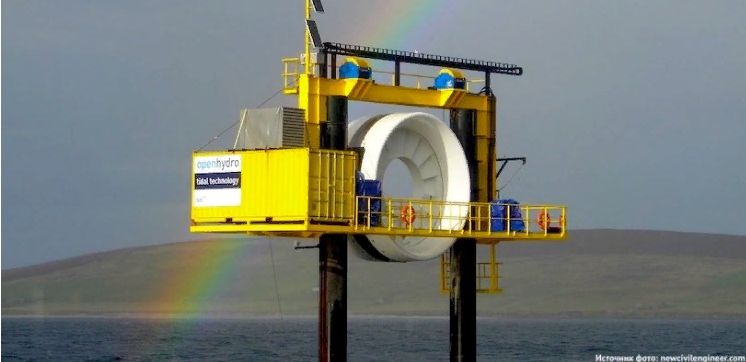 openhydro
tidal technology
Источник фото: newcivilengineer.com